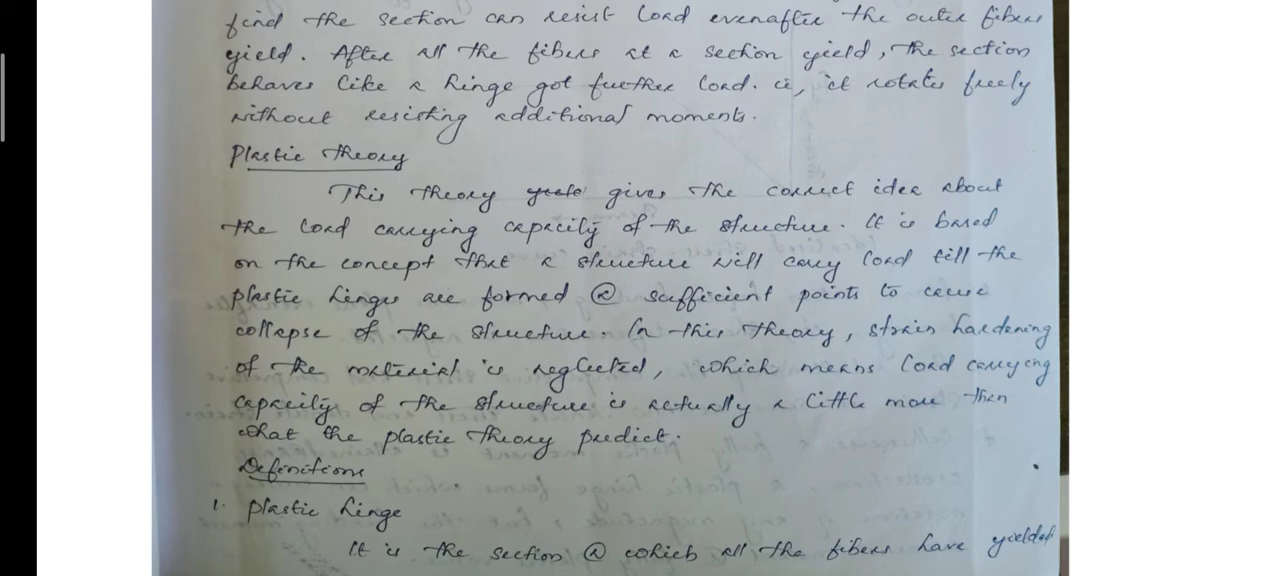 find the section can resist load evenafter the outer fibers
yield. After all the fibers at a section yield, the section
behaves like a hinge got further load. ie, it rotates freely
without resisting additional moments.
Plastic theory
This theory gives the correct idea about
the load carrying capacity of the structure. It is based
on the concept that a structure will carry load till the
plastic hinges are formed @ sufficient points to cause
collapse of the structure. In this theory, strain hardening
of the material is neglected, which means load carrying
capacity of the structure is actually a little more than
what the plastic theory predict.
Definitions
1. plastic hinge
It is the section @ which all the fibers have yielded